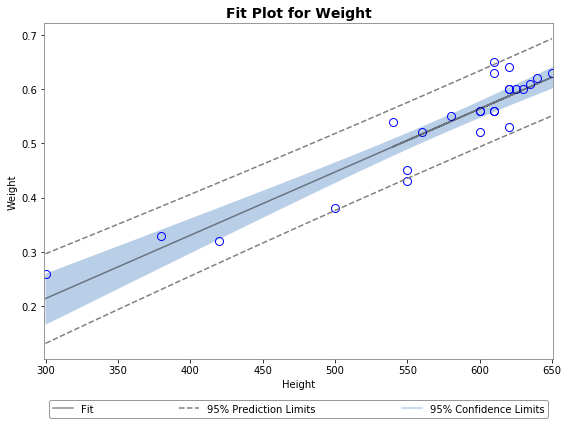 Fit Plot for Weight
0.7
0.6
0.5
0.4
0.3
0.2
Weight
300 350 400 450 500 550 600 650
Height
Fit 95% Prediction Limits 95% Confidence Limits